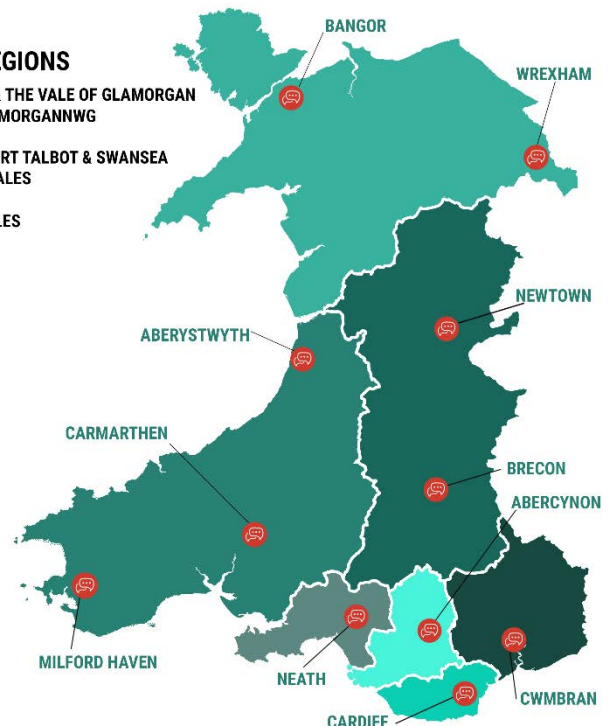 BANGOR
EGIONS
WREXHAM
THE VALE OF GLAMORGAN
MORGANNWG
RT TALBOT & SWANSEA
ALES
LES
NEWTOWN
ABERYSTWYTH
CARMARTHEN
BRECON
ABERCYNON
MILFORD HAVEN
NEATH
CWMBRAN
CARDIFF